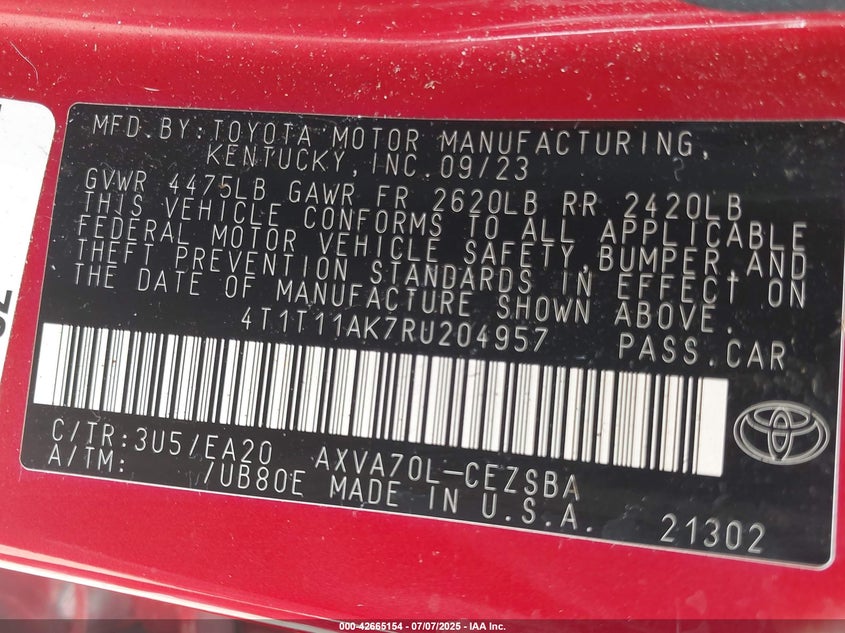 MFD BY: TOYOTA MOTOR MANUFACTURING,
KENTUCKY, INC. 09/23
GVWR 4475LB GAWR FR 2620LB RR 2420LB
THIS VEHICLE CONFORMS TO ALL APPLICABLE
FEDERAL MOTOR VEHICLE SAFETY, BUMPER, AND
THEFT PREVENTION STANDARDS IN EFFECT ON
THE DATE OF MANUFACTURE SHOWN ABOVE.
4T1T11AK7RU204957 PASS.CAR
C/TR:3U5/EA20 AXVA70L-CEZSBA
A/TM: /UB80E MADE IN U.S.A.
21302
000-42665154 - 07/07/2025 - IAA Inc.